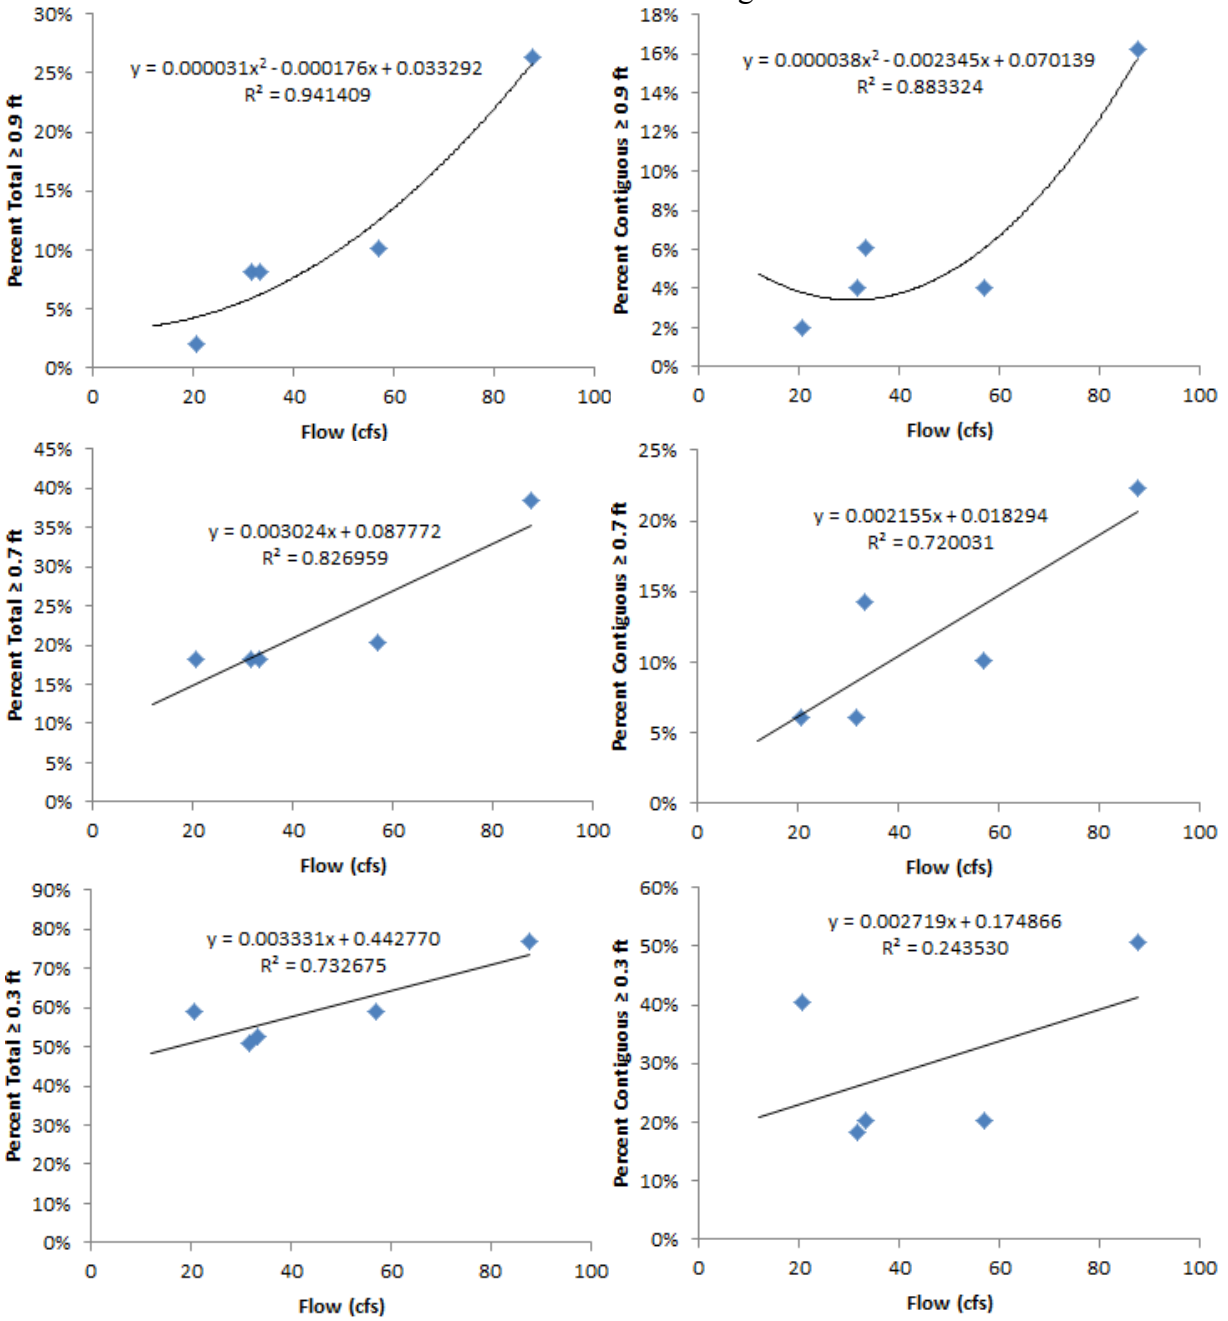 30%
25%
20%
15%
10%
5%
0%
Percent Total ≥ 0.9 ft
y = 0.000031x² - 0.000176x + 0.033292
R² = 0.941409
0 20 40 60 80 100
Flow (cfs)
18%
16%
14%
12%
10%
8%
6%
4%
2%
0%
Percent Contiguous ≥ 0.9 ft
y = 0.000038x² - 0.002345x + 0.070139
R² = 0.883324
0 20 40 60 80 100
Flow (cfs)
45%
40%
35%
30%
25%
20%
15%
10%
5%
0%
Percent Total ≥ 0.7 ft
y = 0.003024x + 0.087772
R² = 0.826959
0 20 40 60 80 100
Flow (cfs)
25%
20%
15%
10%
5%
0%
Percent Contiguous ≥ 0.7 ft
y = 0.002155x + 0.018294
R² = 0.720031
0 20 40 60 80 100
Flow (cfs)
90%
80%
70%
60%
50%
40%
30%
20%
10%
0%
Percent Total ≥ 0.3 ft
y = 0.003331x + 0.442770
R² = 0.732675
0 20 40 60 80 100
Flow (cfs)
60%
50%
40%
30%
20%
10%
0%
Percent Contiguous ≥ 0.3 ft
y = 0.002719x + 0.174866
R² = 0.243530
0 20 40 60 80 100
Flow (cfs)